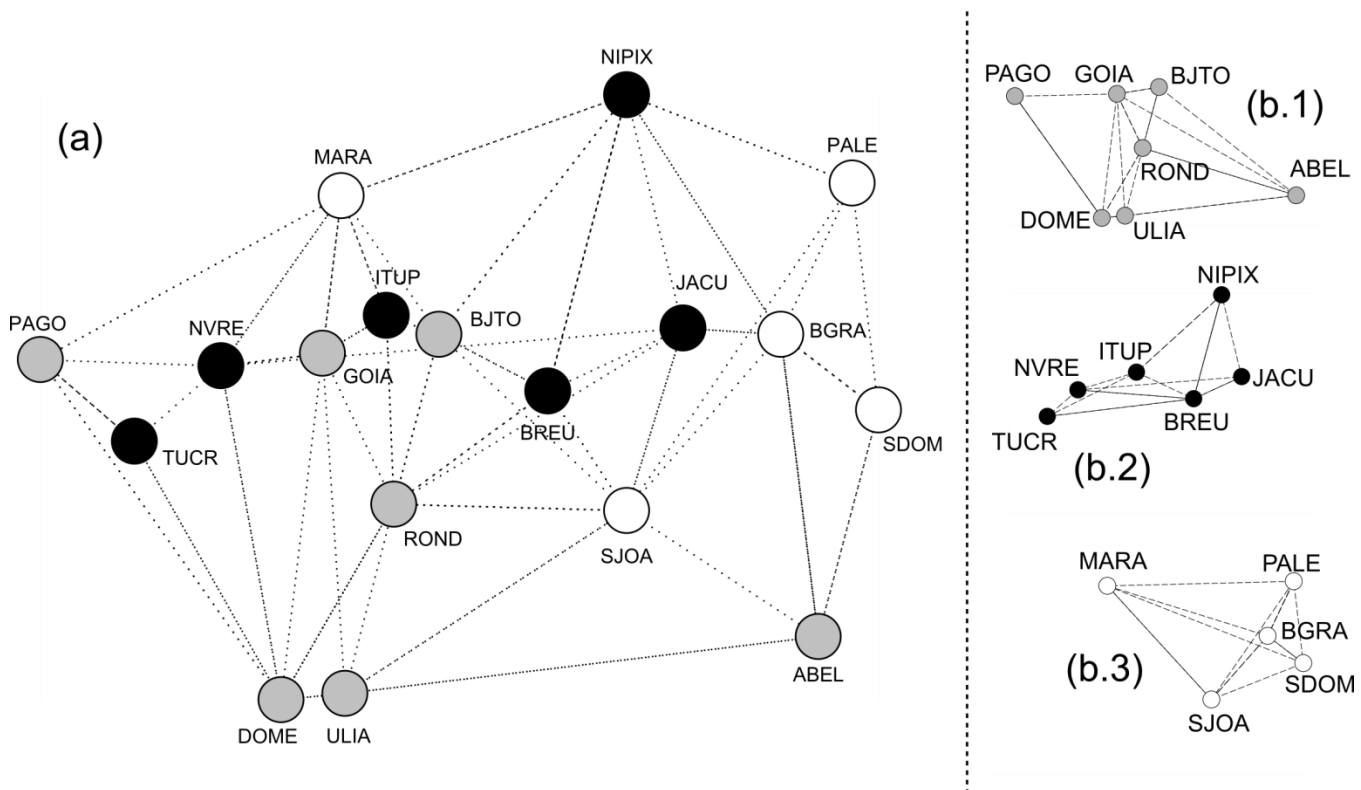 (a)
NIPIX
MARA
PALE
ITUP
JACU
PAGO
NVRE
BJTO
BGRA
GOIA
BREU
SDOM
TUCR
ROND
SJOA
ABEL
DOME
ULIA
(b.1)
PAGO
GOIA
BJTO
ROND
ABEL
DOME
ULIA
(b.2)
NIPIX
ITUP
NVRE
JACU
BREU
TUCR
(b.3)
MARA
PALE
BGRA
SDOM
SJOA